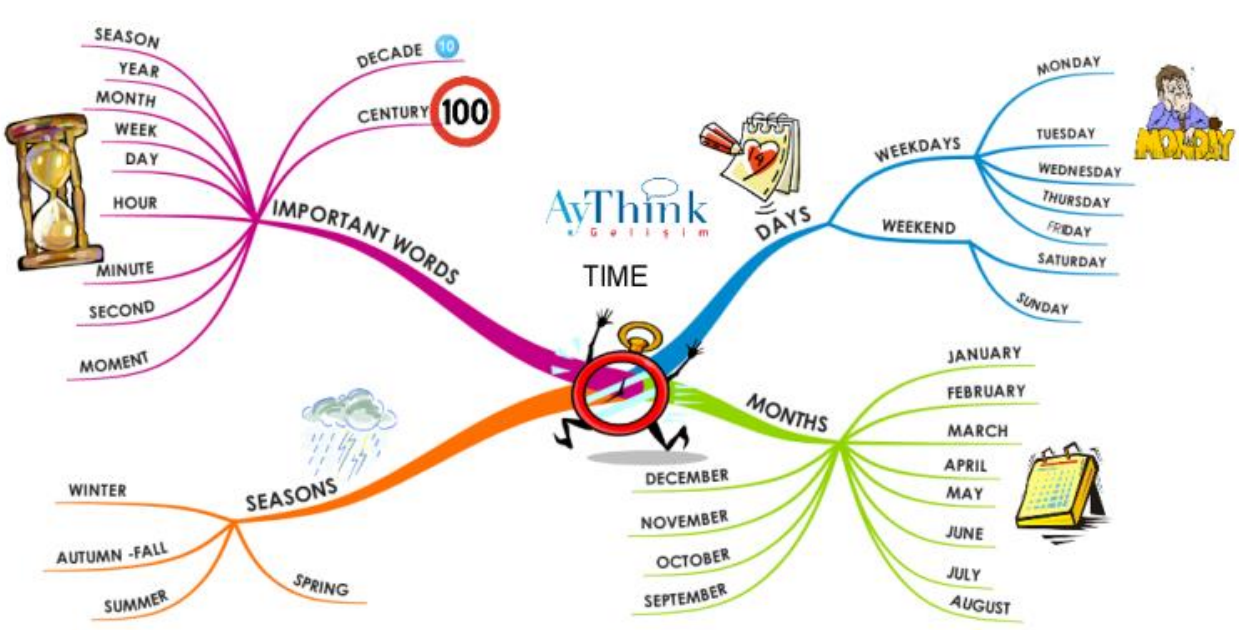 AyThink
Gelişim
TIME
IMPORTANT WORDS
SEASON
YEAR
MONTH
WEEK
DAY
HOUR
MINUTE
SECOND
MOMENT
DECADE 10
CENTURY 100
DAYS
14
WEEKDAYS
MONDAY
TUESDAY
WEDNESDAY
THURSDAY
FRIDAY
MONDAY
WEEKEND
SATURDAY
SUNDAY
MONTHS
JANUARY
FEBRUARY
MARCH
APRIL
MAY
JUNE
JULY
AUGUST
SEPTEMBER
OCTOBER
NOVEMBER
DECEMBER
SEASONS
WINTER
AUTUMN -FALL
SUMMER
SPRING